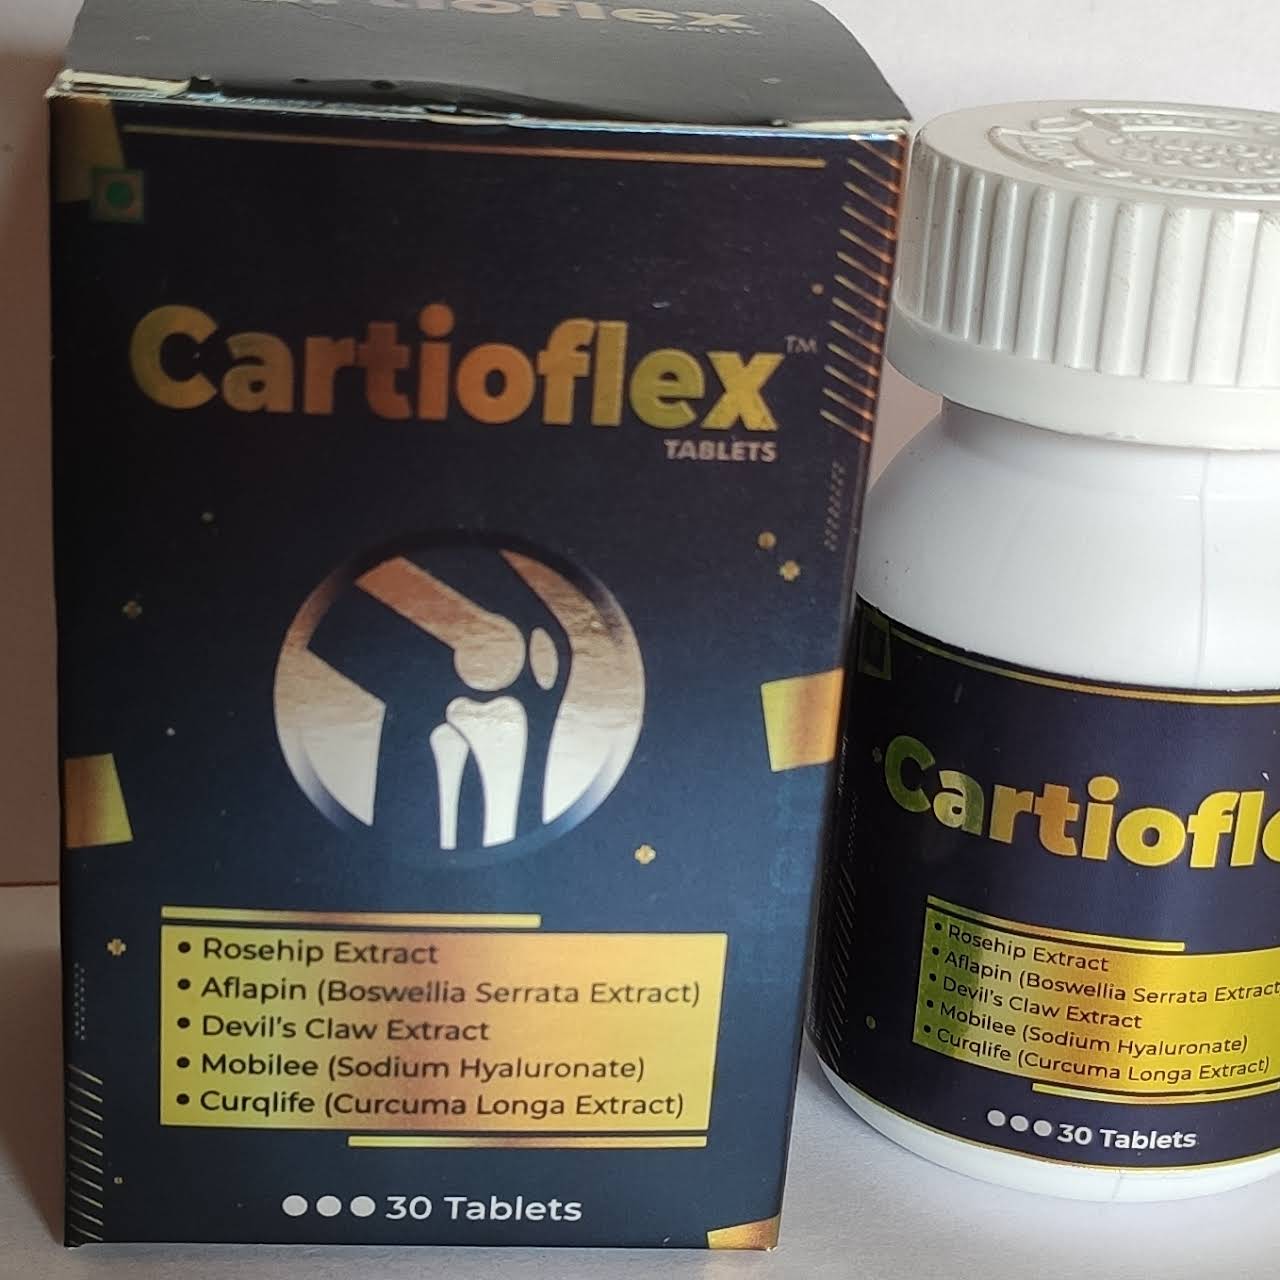 Cartioflex™
TABLETS
• Rosehip Extract
• Aflapin (Boswellia Serrata Extract)
• Devil's Claw Extract
• Mobilee (Sodium Hyaluronate)
• Curqlife (Curcuma Longa Extract)
30 Tablets
• Rosehip Extract
• Aflapin (Boswellia Serrata Extract
• Devil's Claw Extract
• Mobilee (Sodium Hyaluronate)
• Curqlife (Curcuma Longa Extract)
30 Tablets